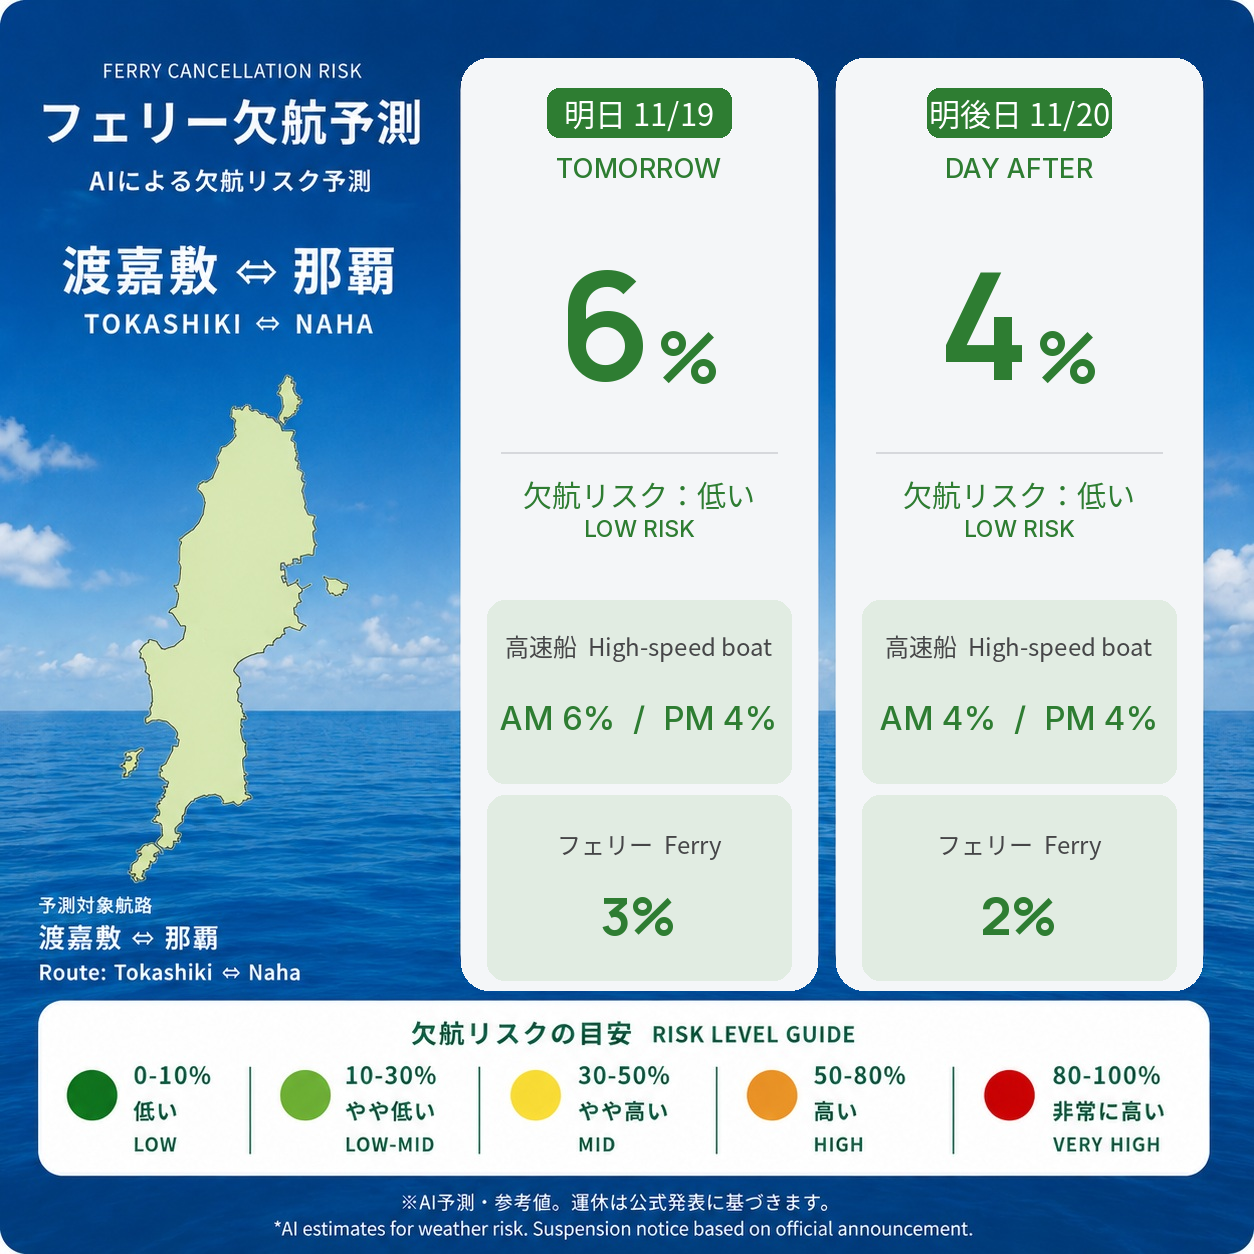 FERRY CANCELLATION RISK
フェリー欠航予測
AIによる欠航リスク予測
渡嘉敷 ⇔ 那覇
TOKASHIKI ⇔ NAHA
予測対象航路
渡嘉敷 ⇔ 那覇
Route: Tokashiki ⇔ Naha
明日 11/19
TOMORROW
6%
欠航リスク：低い
LOW RISK
高速船 High-speed boat
AM 6% / PM 4%
フェリー Ferry
3%
明後日 11/20
DAY AFTER
4%
欠航リスク：低い
LOW RISK
高速船 High-speed boat
AM 4% / PM 4%
フェリー Ferry
2%
欠航リスクの目安 RISK LEVEL GUIDE
0-10%
低い
LOW
10-30%
やや低い
LOW-MID
30-50%
やや高い
MID
50-80%
高い
HIGH
80-100%
非常に高い
VERY HIGH
※AI予測・参考値。運休は公式発表に基づきます。
*AI estimates for weather risk. Suspension notice based on official announcement.